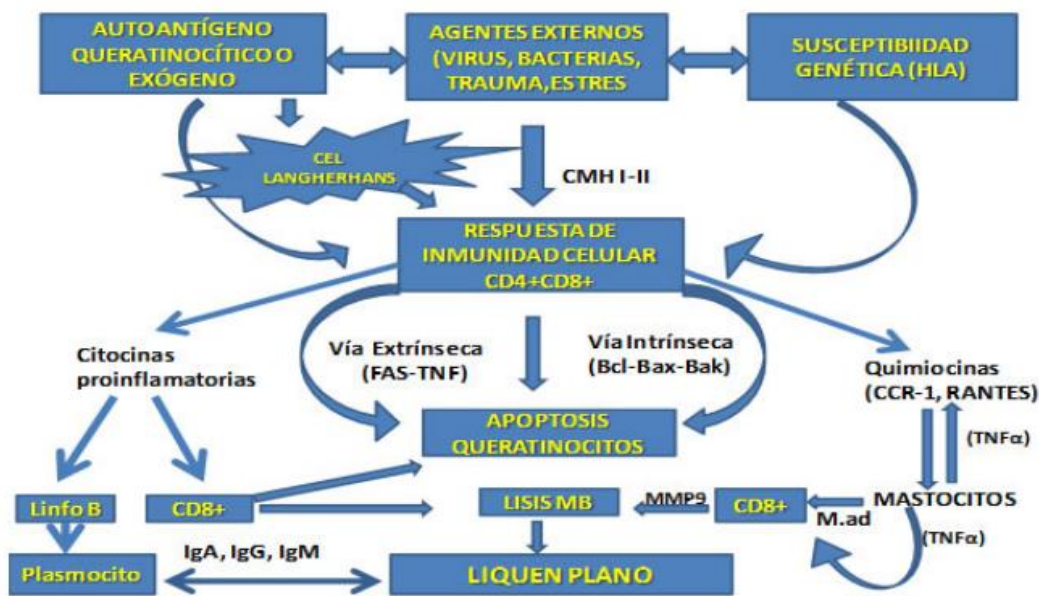 AUTOANTÍGENO
QUERATINOCÍTICO O
EXÓGENO
AGENTES EXTERNOS
(VIRUS, BACTERIAS,
TRAUMA,ESTRES
SUSCEPTIBIIDAD
GENÉTICA (HLA)
CEL
LANGHERHANS
CMH I-II
RESPUESTA DE
INMUNIDAD CELULAR
CD4+CD8+
Citocinas
proinflamatorias
Vía Extrínseca
(FAS-TNF)
Vía Intrínseca
(Bcl-Bax-Bak)
Quimiocinas
(CCR-1, RANTES)
APOPTOSIS
QUERATINOCITOS
(TNFα)
Linfo B
CD8+
LISIS MB
MMP9
CD8+
M.ad
MASTOCITOS
(TNFα)
Plasmocito
IgA, IgG, IgM
LIQUEN PLANO